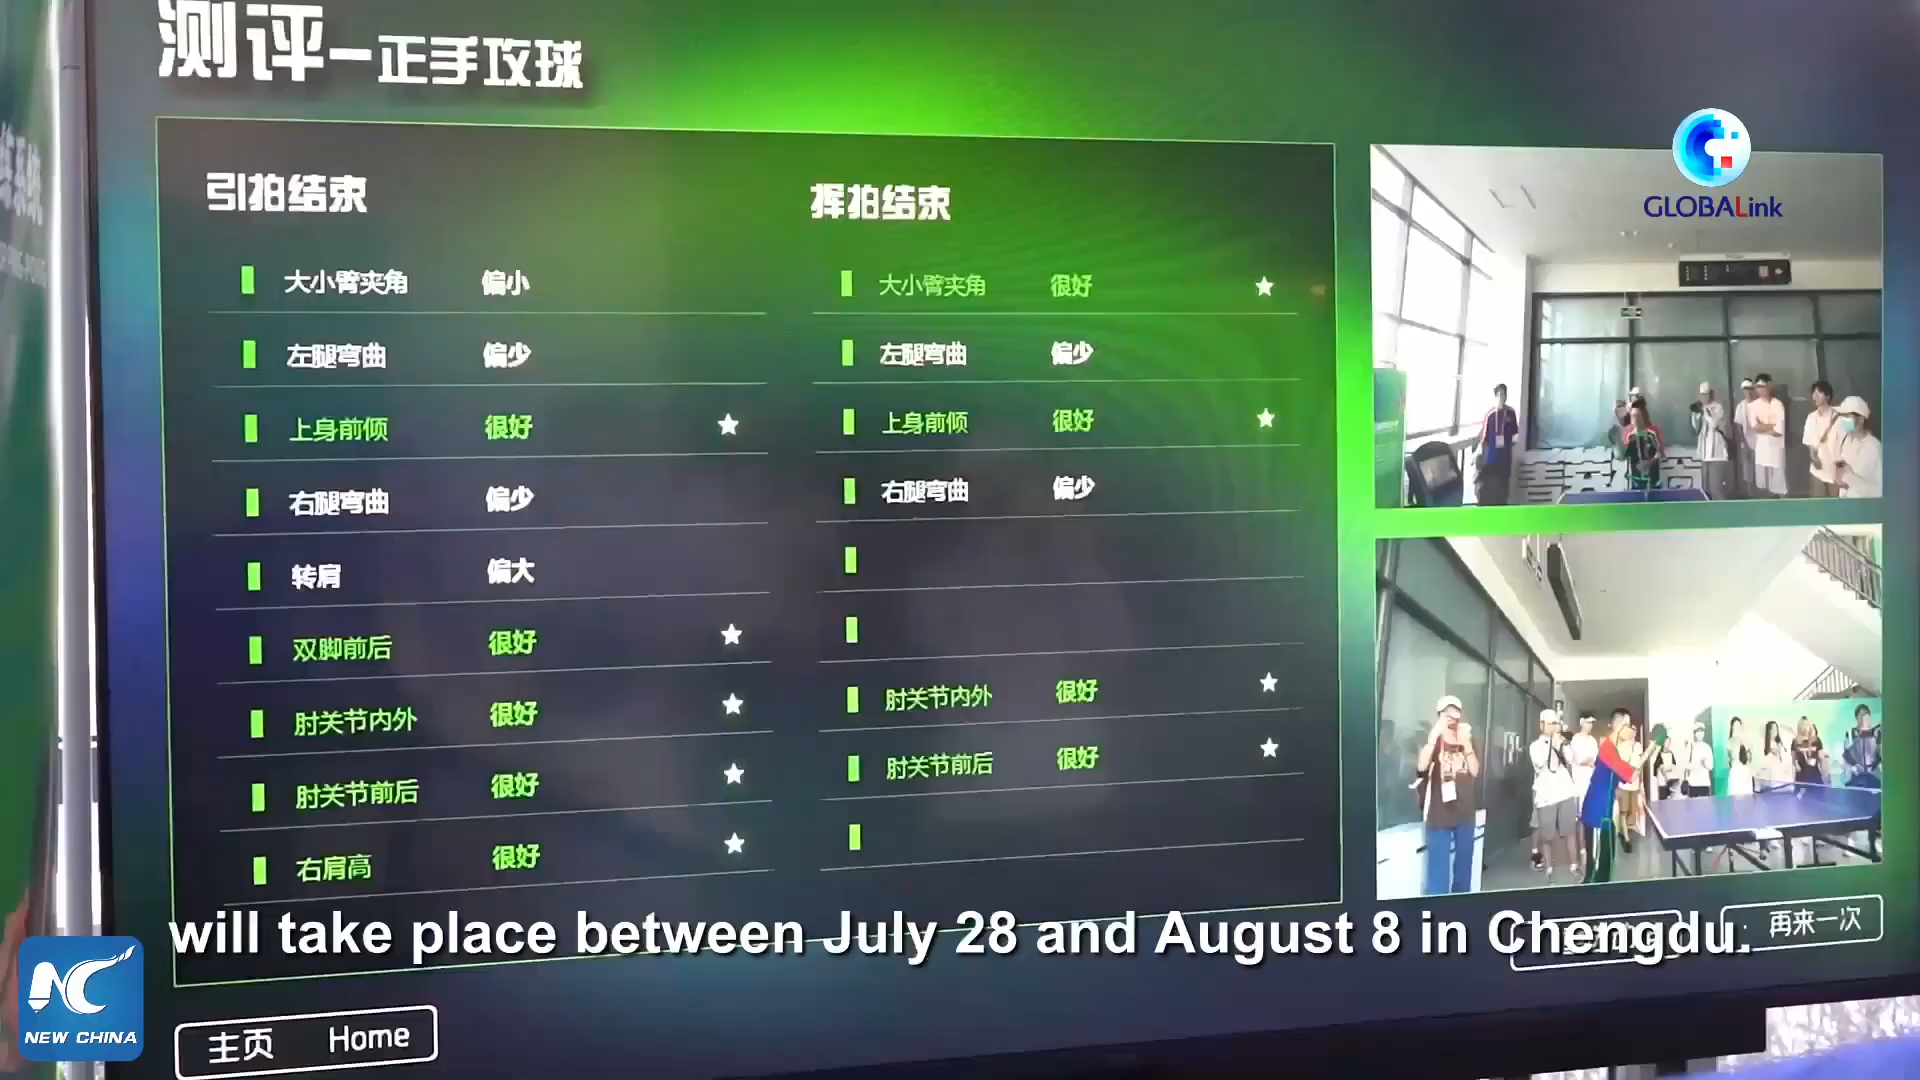 测评-正手攻球
引拍结束
大小臂夹角 偏小
左腿弯曲 偏少
上身前倾 很好
右腿弯曲 偏少
转肩 偏大
双脚前后 很好
肘关节内外 很好
肘关节前后 很好
右肩高 很好
挥拍结束
大小臂夹角 很好
左腿弯曲 偏少
上身前倾 很好
右腿弯曲 偏少
肘关节内外 很好
肘关节前后 很好
GLOBALink
will take place between July 28 and August 8 in Chengdu.
再来一次
主页 Home
NC
NEW CHINA